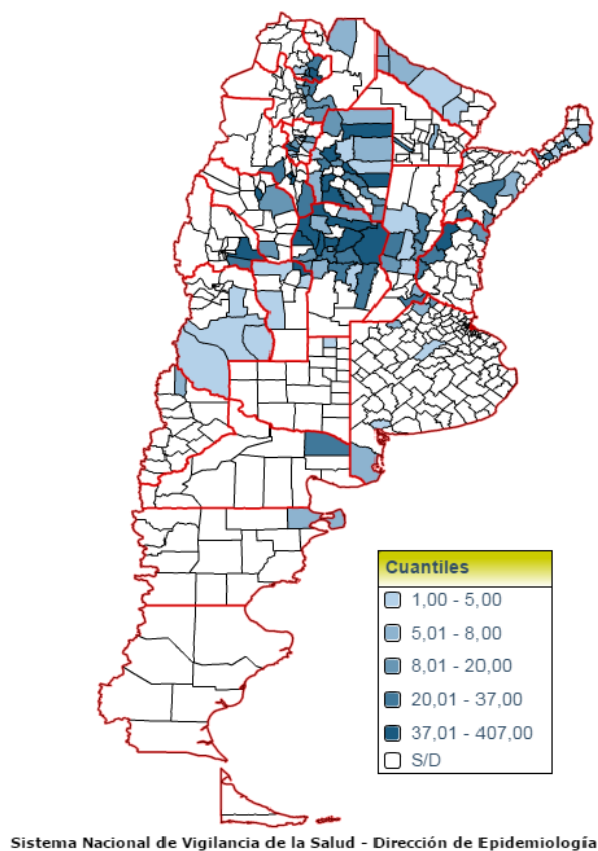 Cuantiles
1,00 - 5,00
5,01 - 8,00
8,01 - 20,00
20,01 - 37,00
37,01 - 407,00
S/D
Sistema Nacional de Vigilancia de la Salud - Dirección de Epidemiología